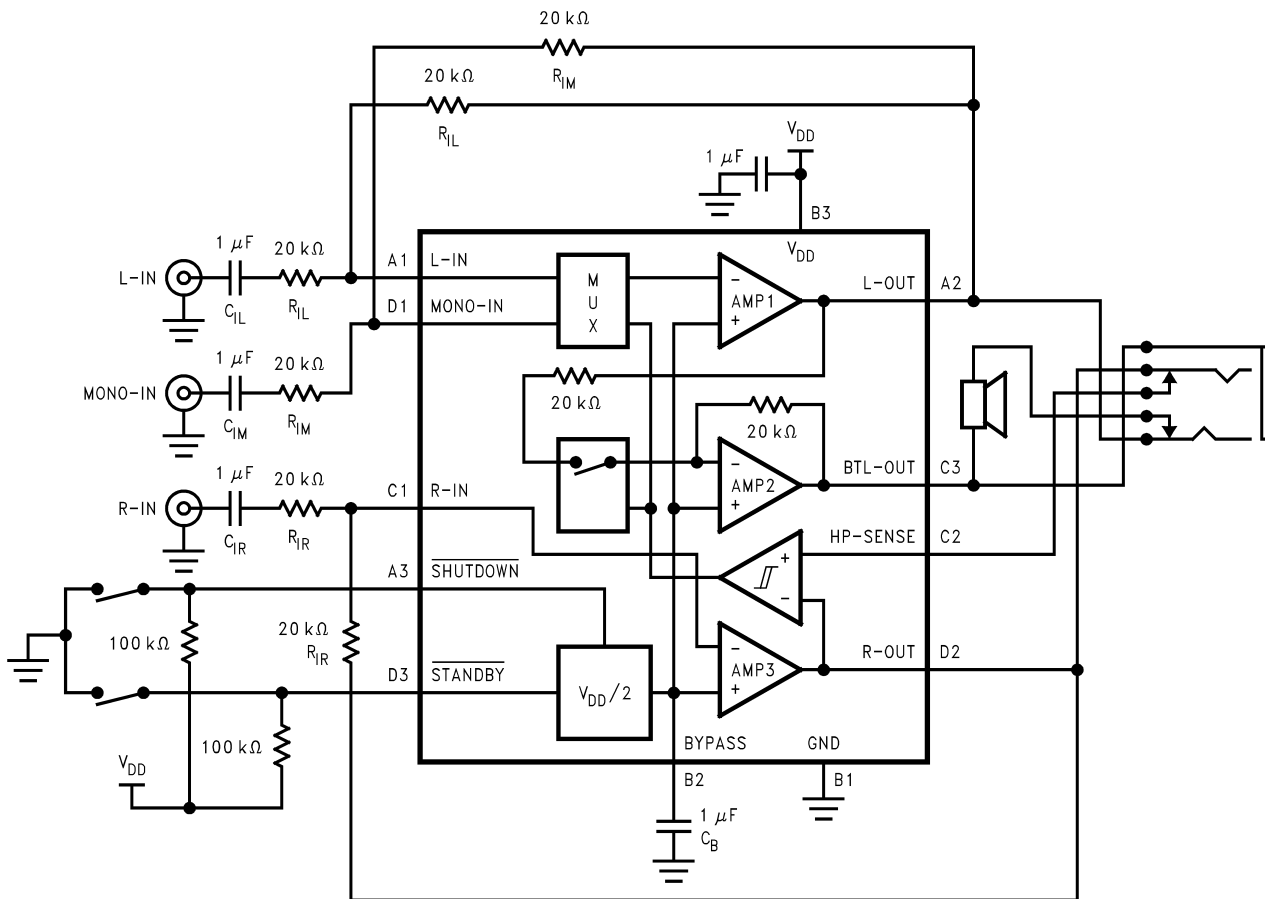 20 kΩ
R_IM
20 kΩ
R_IL
V_DD
1 μF
B3
V_DD
1 μF
20 kΩ
L-IN
C_IL
R_IL
A1
L-IN
MUX
AMP1
-
+
L-OUT
A2
D1
MONO-IN
1 μF
20 kΩ
MONO-IN
C_IM
R_IM
20 kΩ
20 kΩ
AMP2
-
+
BTL-OUT
C3
1 μF
20 kΩ
R-IN
C_IR
R_IR
C1
R-IN
HP-SENSE
C2
+
-
A3
SHUTDOWN
100 kΩ
20 kΩ
R_IR
AMP3
-
+
R-OUT
D2
D3
STANDBY
V_DD/2
100 kΩ
V_DD
BYPASS
GND
B2
B1
1 μF
C_B